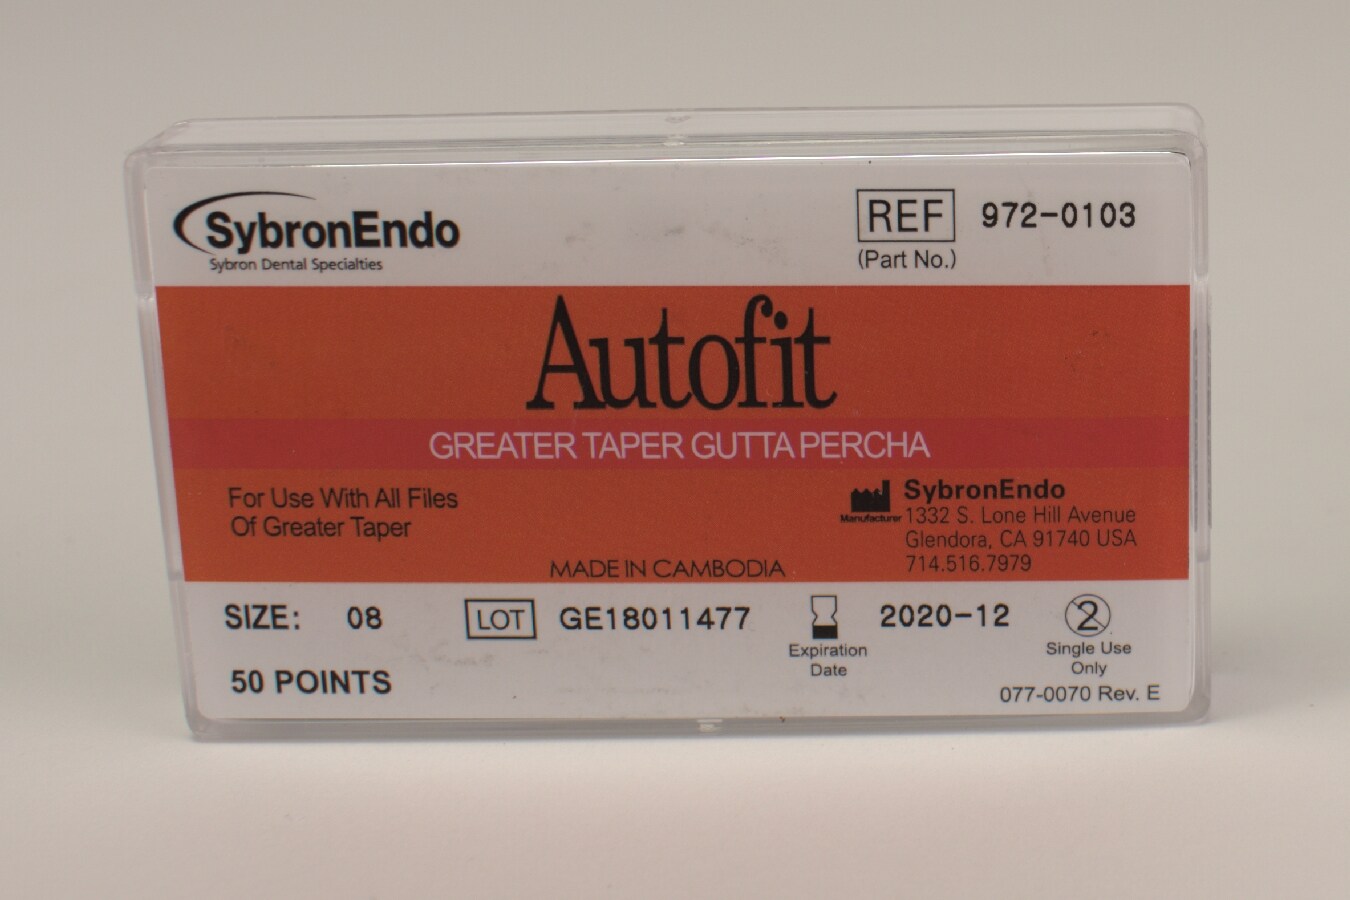 SybronEndo
Sybron Dental Specialties
REF 972-0103
(Part No.)
Autofit
GREATER TAPER GUTTA PERCHA
For Use With All Files
Of Greater Taper
Manufacturer
SybronEndo
1332 S. Lone Hill Avenue
Glendora, CA 91740 USA
714.516.7979
MADE IN CAMBODIA
SIZE: 08
LOT GE18011477
Expiration
Date
2020-12
2
Single Use
Only
50 POINTS
077-0070 Rev. E